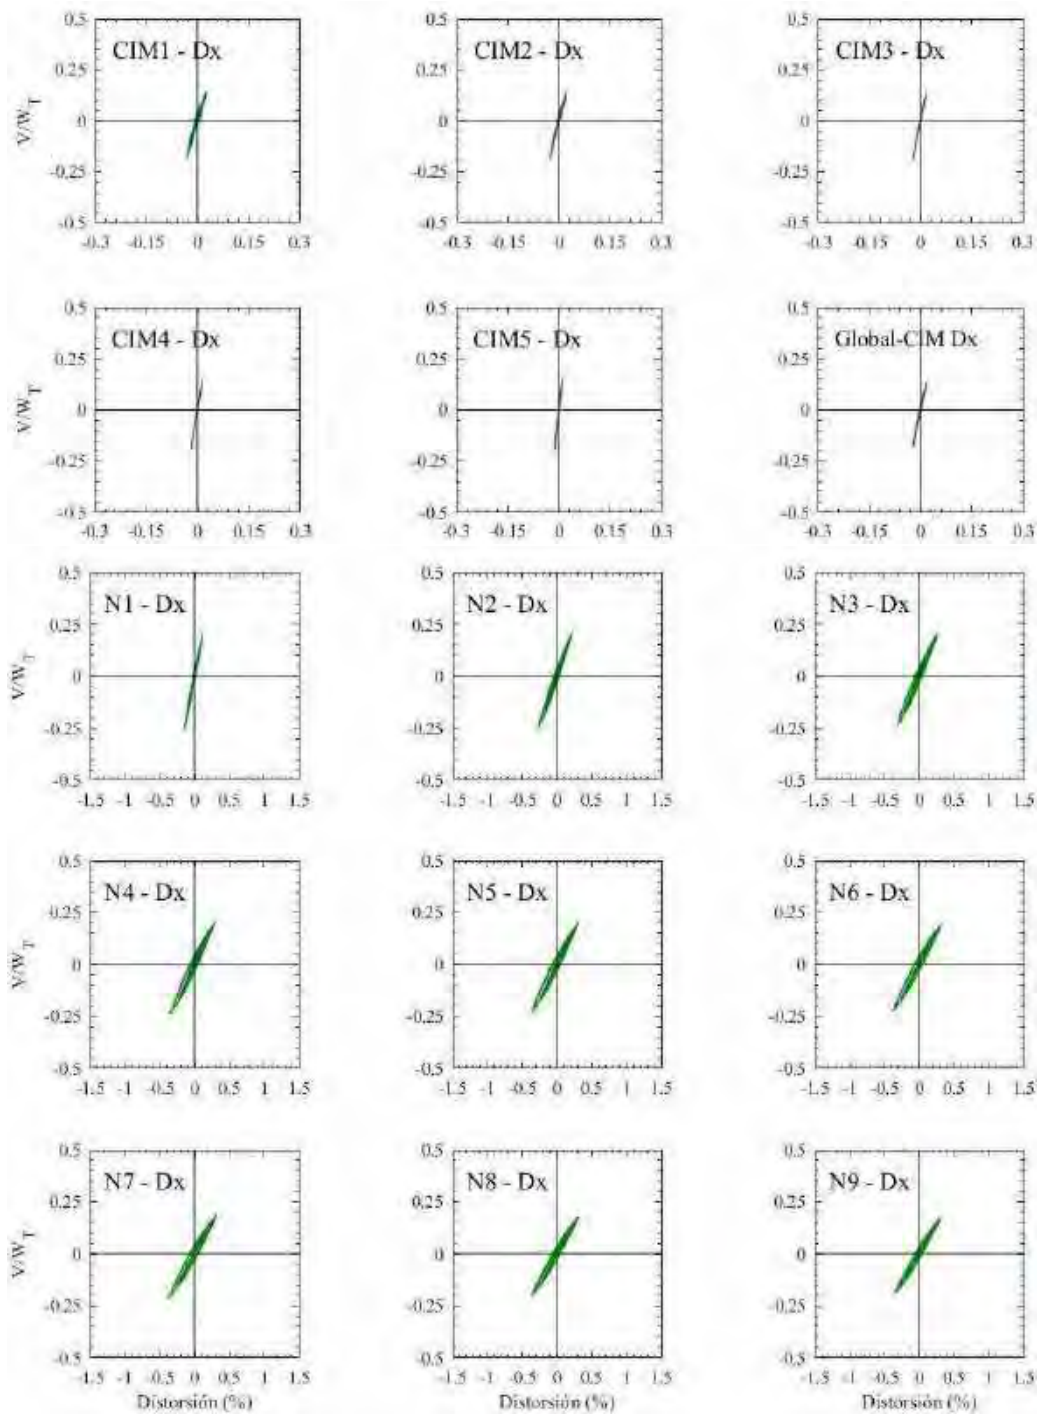 0.5 0.5 0.5
CIM1 - Dx CIM2 - Dx CIM3 - Dx
0.25 0.25 0.25
V/W_T 0 0 0
-0.25 -0.25 -0.25
-0.5 -0.5 -0.5
-0.3 -0.15 0 0.15 0.3 -0.3 -0.15 0 0.15 0.3 -0.3 -0.15 0 0.15 0.3
0.5 0.5 0.5
CIM4 - Dx CIM5 - Dx Global-CIM Dx
0.25 0.25 0.25
V/W_T 0 0 0
-0.25 -0.25 -0.25
-0.5 -0.5 -0.5
-0.3 -0.15 0 0.15 0.3 -0.3 -0.15 0 0.15 0.3 -0.3 -0.15 0 0.15 0.3
0.5 0.5 0.5
N1 - Dx N2 - Dx N3 - Dx
0.25 0.25 0.25
V/W_T 0 0 0
-0.25 -0.25 -0.25
-0.5 -0.5 -0.5
-1.5 -1 -0.5 0 0.5 1 1.5 -1.5 -1 -0.5 0 0.5 1 1.5 -1.5 -1 -0.5 0 0.5 1 1.5
0.5 0.5 0.5
N4 - Dx N5 - Dx N6 - Dx
0.25 0.25 0.25
V/W_T 0 0 0
-0.25 -0.25 -0.25
-0.5 -0.5 -0.5
-1.5 -1 -0.5 0 0.5 1 1.5 -1.5 -1 -0.5 0 0.5 1 1.5 -1.5 -1 -0.5 0 0.5 1 1.5
0.5 0.5 0.5
N7 - Dx N8 - Dx N9 - Dx
0.25 0.25 0.25
V/W_T 0 0 0
-0.25 -0.25 -0.25
-0.5 -0.5 -0.5
-1.5 -1 -0.5 0 0.5 1 1.5 -1.5 -1 -0.5 0 0.5 1 1.5 -1.5 -1 -0.5 0 0.5 1 1.5
Distorsión (%) Distorsión (%) Distorsión (%)